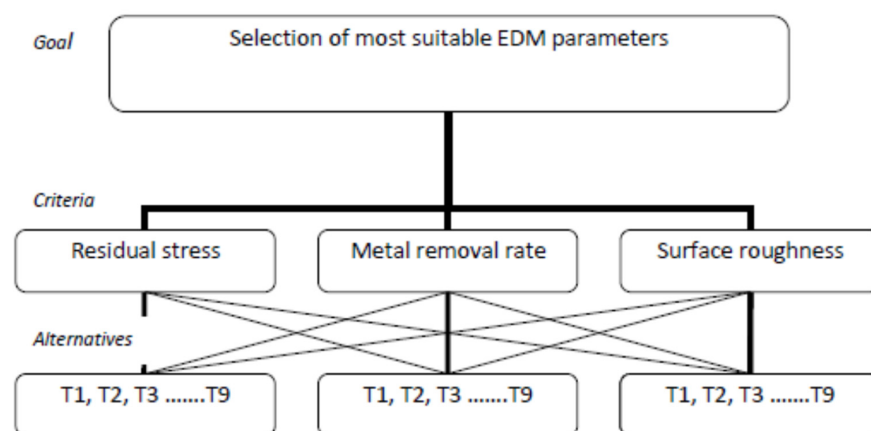 Goal
Selection of most suitable EDM parameters
Criteria
Residual stress
Metal removal rate
Surface roughness
Alternatives
T1, T2, T3 .......T9
T1, T2, T3 .......T9
T1, T2, T3 .......T9